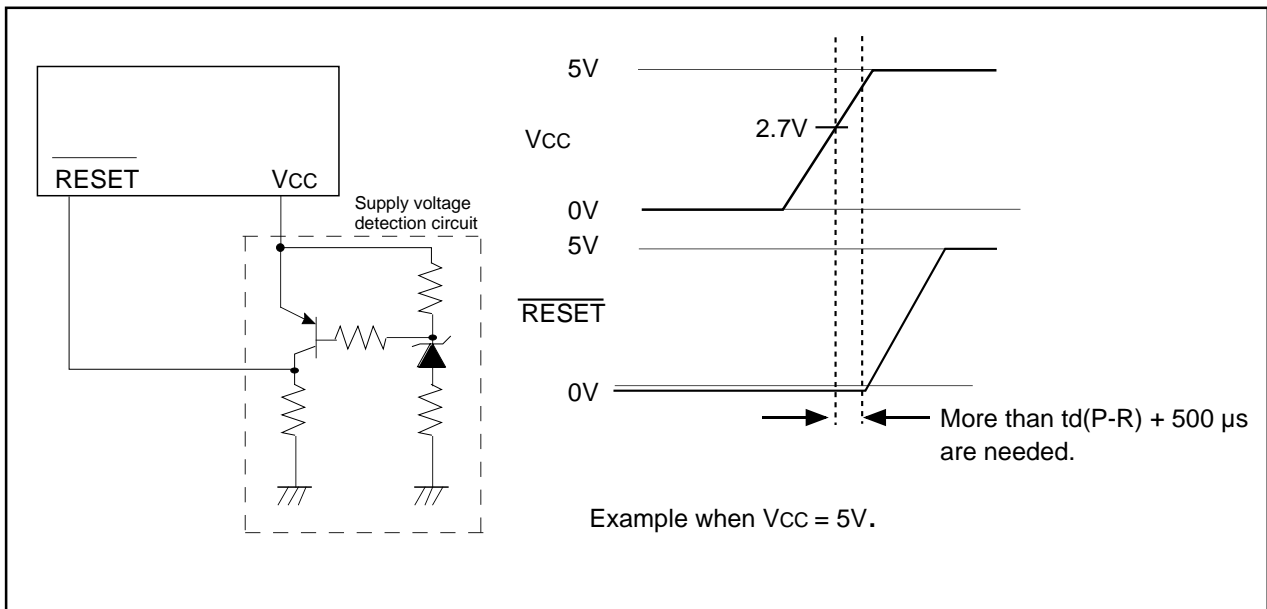 RESET
VCC
Supply voltage
detection circuit
5V
2.7V
VCC
0V
5V
RESET
0V
More than td(P-R) + 500 µs
are needed.
Example when VCC = 5V.